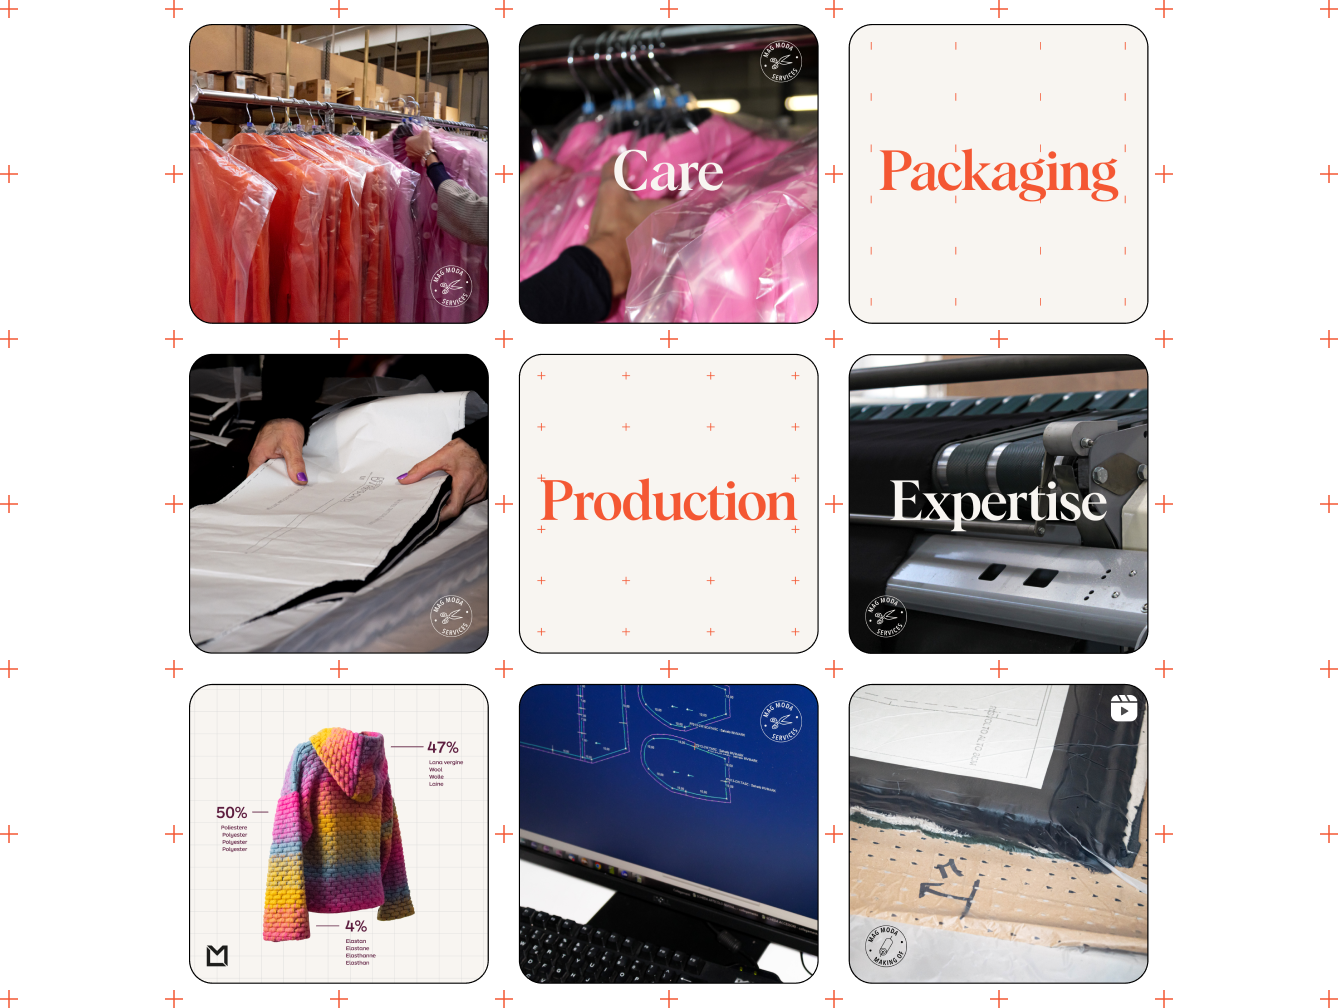 MAG MODA
SERVICES
MAG MODA
SERVICES
Care
Packaging
MAG MODA
SERVICES
Production
Expertise
MAG MODA
SERVICES
47%
Lana vergine
Wool
Wolle
Laine
50%
Poliestere
Polyester
Polyester
Polyester
4%
Elastan
Elastane
Elasthanne
Elasthan
MAG MODA
SERVICES
MAG MODA
MAKING OF